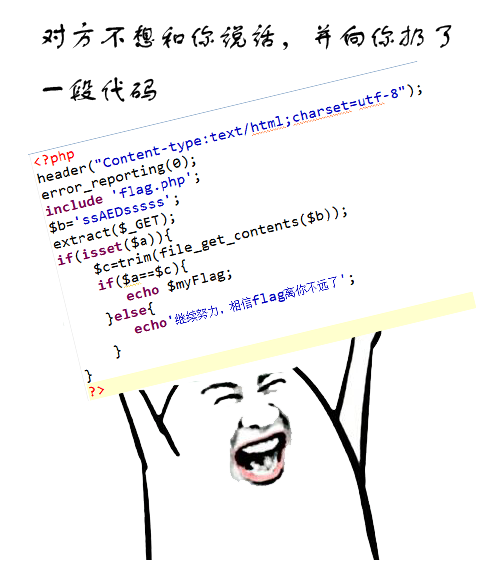 对方不想和你说话，并向你扔了
一段代码
<?php
header("Content-type:text/html;charset=utf-8");
error_reporting(0);
include 'flag.php';
$b='ssAEDsssss';
extract($_GET);
if(isset($a)){
$c=trim(file_get_contents($b));
if($a==$c){
echo $myFlag;
}else{
echo'继续努力，相信flag离你不远了';
}
}
?>